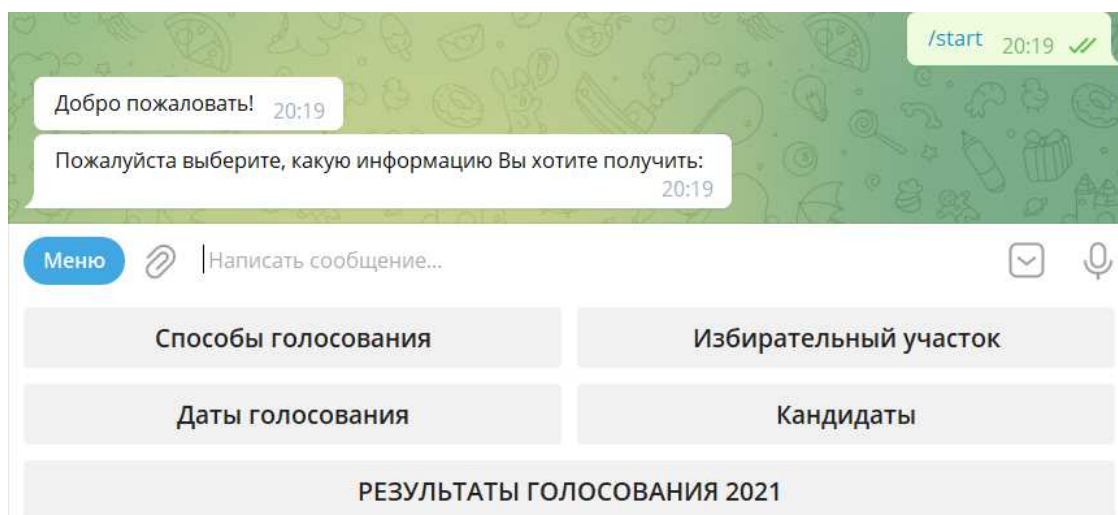 /start 20:19
Добро пожаловать! 20:19
Пожалуйста выберите, какую информацию Вы хотите получить:
20:19
Меню Написать сообщение...
Способы голосования Избирательный участок
Даты голосования Кандидаты
РЕЗУЛЬТАТЫ ГОЛОСОВАНИЯ 2021